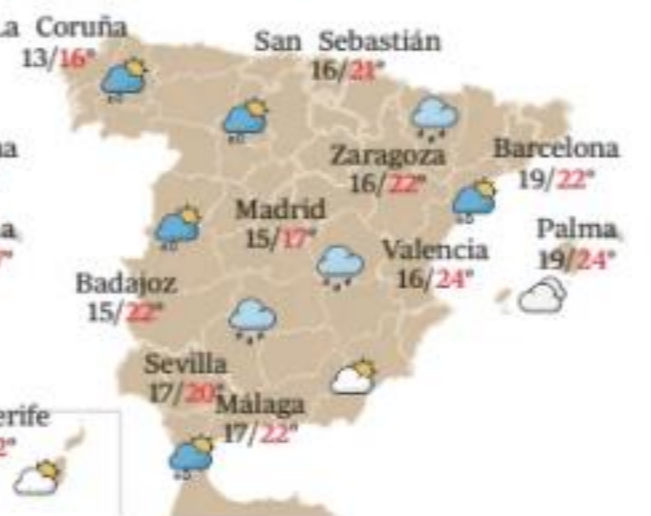 La Coruña
13/16°
San Sebastián
16/21°
Zaragoza
16/22°
Barcelona
19/22°
Madrid
15/17°
Valencia
16/24°
Palma
19/24°
Badajoz
15/22°
Sevilla
17/20°
Málaga
17/22°
erife
2°